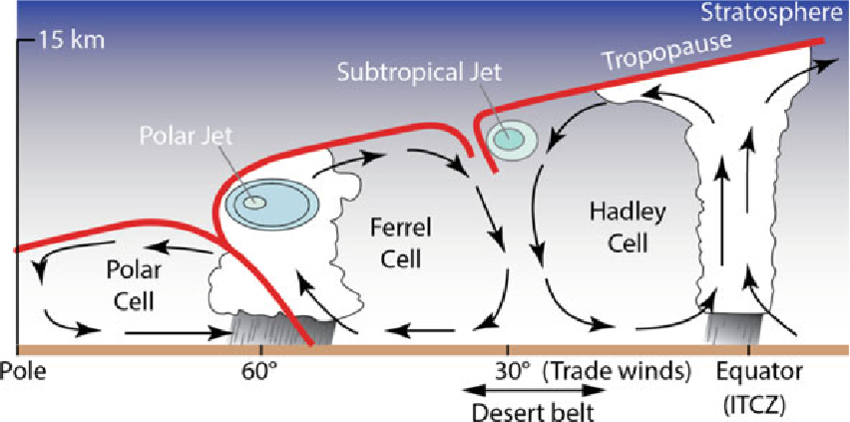 Stratosphere
15 km
Tropopause
Subtropical Jet
Polar Jet
Hadley
Cell
Ferrel
Cell
Polar
Cell
Pole
60°
30°
(Trade winds)
Equator
(ITCZ)
Desert belt